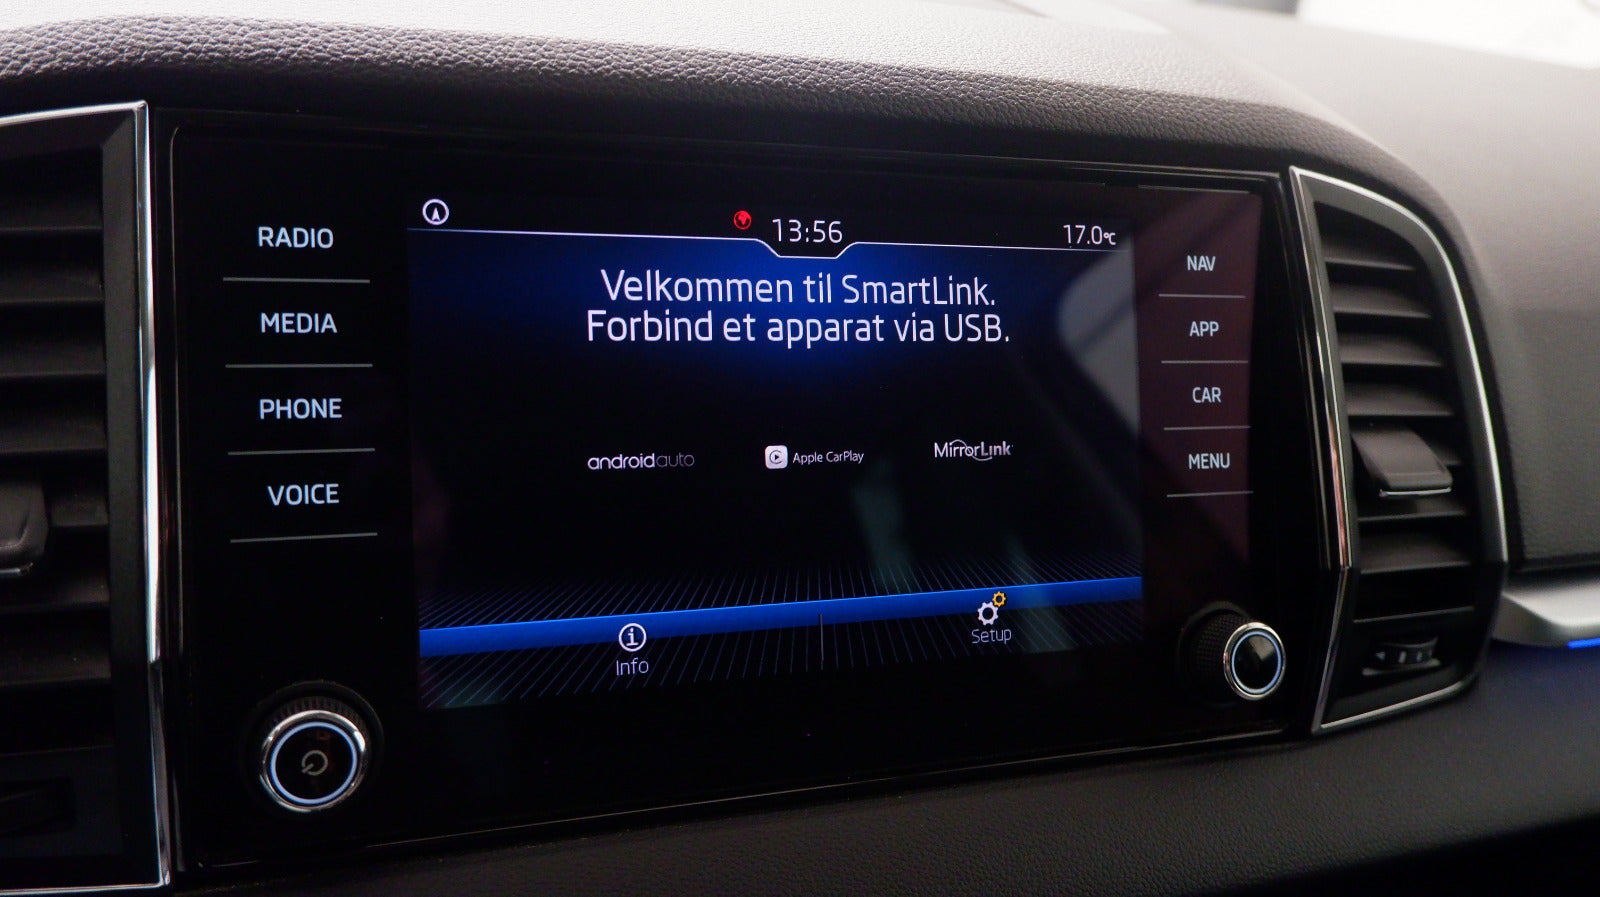 RADIO
MEDIA
PHONE
VOICE
13:56
17.0°C
Velkommen til SmartLink.
Forbind et apparat via USB.
androidauto
Apple CarPlay
MirrorLink
Info
Setup
NAV
APP
CAR
MENU